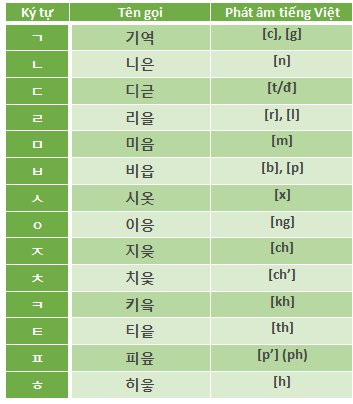 Ký tự Tên gọi Phát âm tiếng Việt
ㄱ 기역 [c], [g]
ㄴ 니은 [n]
ㄷ 디귿 [t/đ]
ㄹ 리을 [r], [l]
ㅁ 미음 [m]
ㅂ 비읍 [b], [p]
ㅅ 시옷 [x]
ㅇ 이응 [ng]
ㅈ 지읒 [ch]
ㅊ 치읓 [ch’]
ㅋ 키읔 [kh]
ㅌ 티읕 [th]
ㅍ 피읖 [p’] (ph)
ㅎ 히읗 [h]